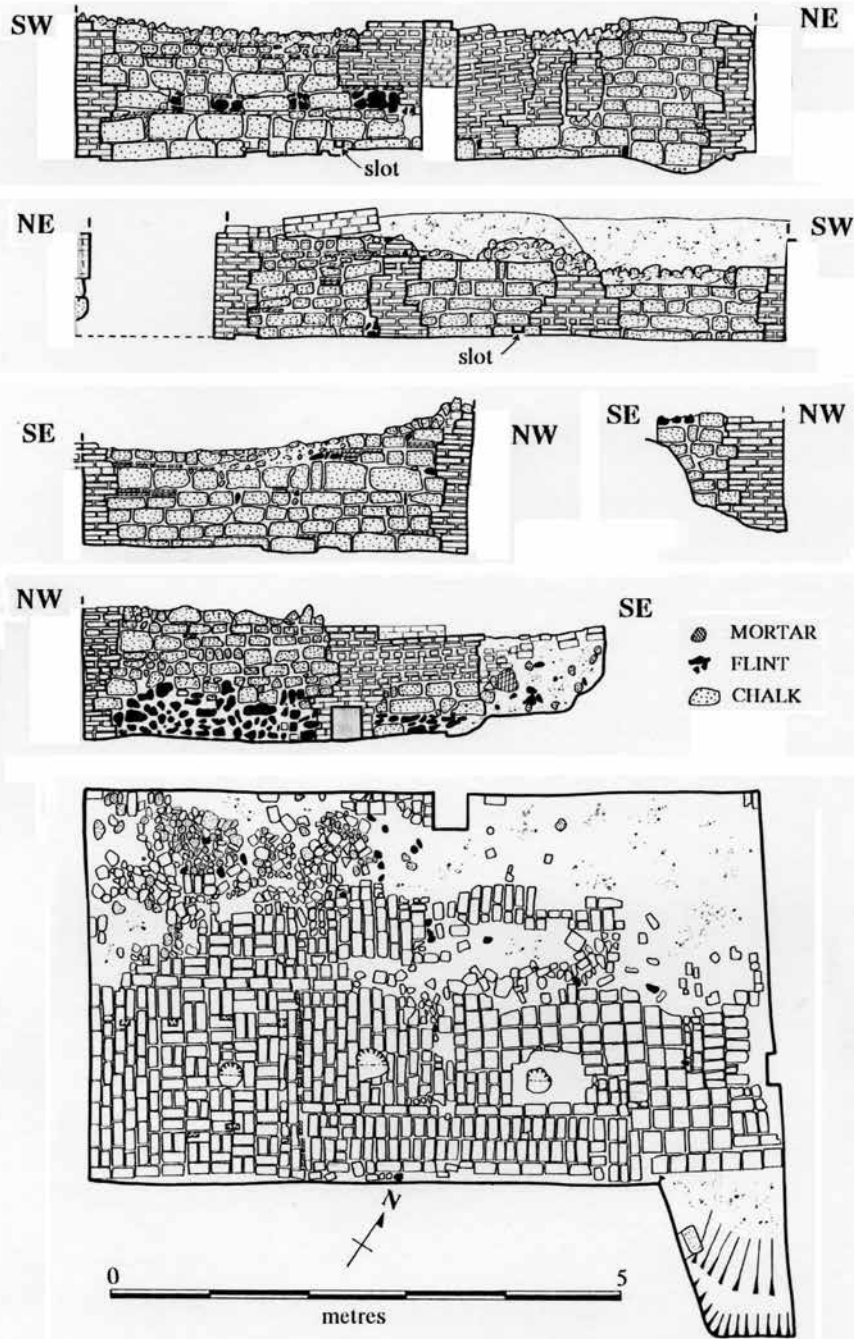 SW
NE
slot
NE
SW
slot
SE
NW
SE
NW
NW
SE
MORTAR
FLINT
CHALK
N
0
5
metres